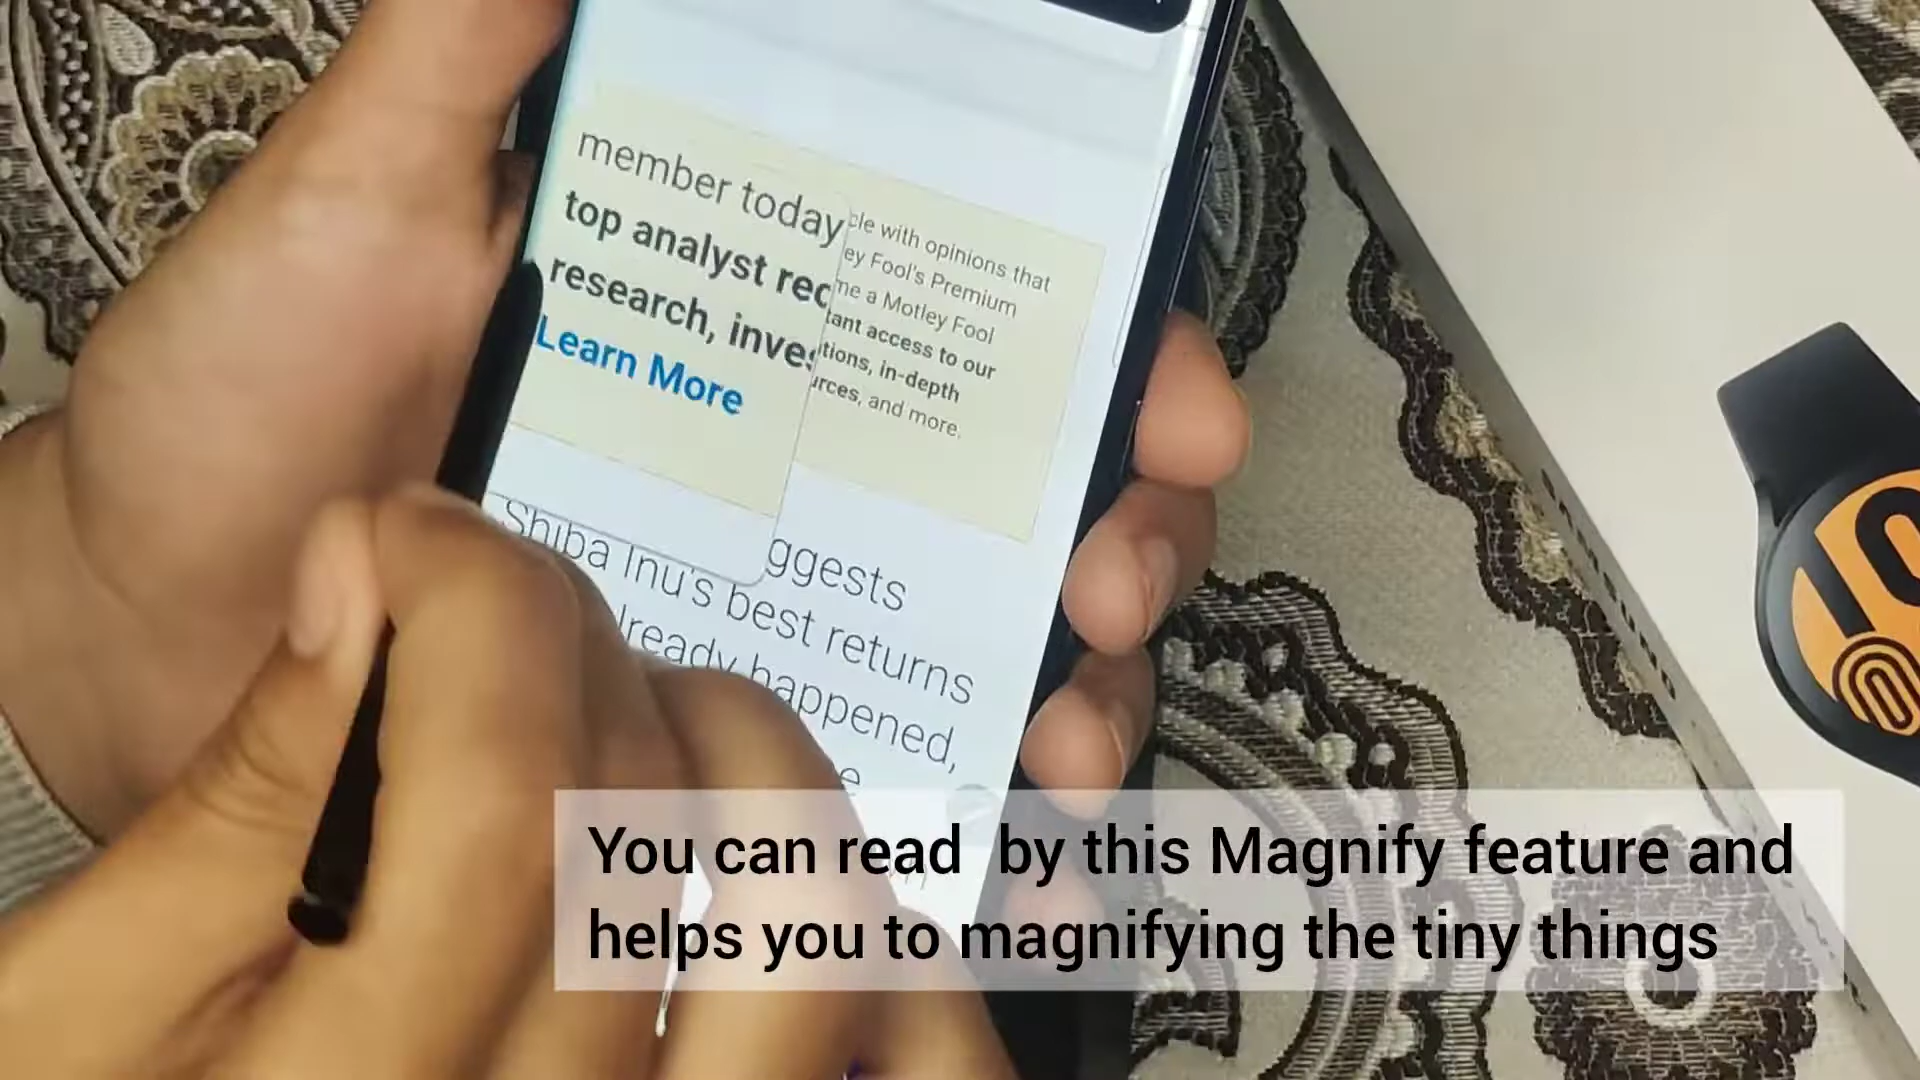 member today
top analyst rec
research, inves
Learn More
cle with opinions that
ey Fool's Premium
me a Motley Fool
tant access to our
tions, in-depth
urces, and more.
ggests
Shiba Inu's best returns
lready happened,
e
10
You can read by this Magnify feature and
helps you to magnifying the tiny things